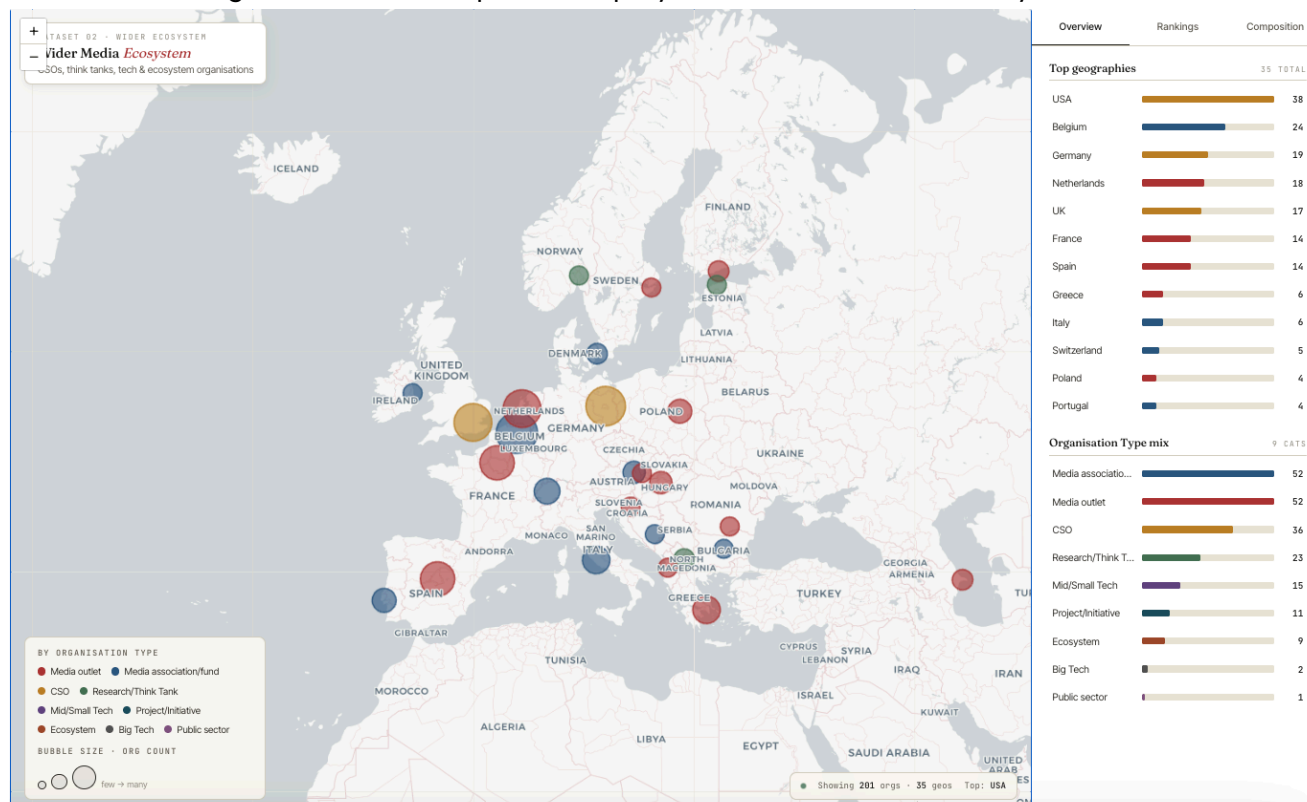 +
−
ATASET 02 · WIDER ECOSYSTEM
Wider Media Ecosystem
CSOs, think tanks, tech & ecosystem organisations
ICELAND
FINLAND
NORWAY
SWEDEN
ESTONIA
LATVIA
DENMARK
LITHUANIA
UNITED
KINGDOM
IRELAND
BELARUS
NETHERLANDS
POLAND
GERMANY
BELGIUM
LUXEMBOURG
CZECHIA
UKRAINE
SLOVAKIA
AUSTRIA
HUNGARY
MOLDOVA
FRANCE
SLOVENIA
CROATIA
ROMANIA
SAN
MARINO
MONACO
SERBIA
ITALY
BULGARIA
ANDORRA
NORTH
MACEDONIA
GEORGIA
ARMENIA
SPAIN
GREECE
TURKEY
GIBRALTAR
CYPRUS
SYRIA
LEBANON
TUNISIA
IRAQ
IRAN
MOROCCO
ISRAEL
KUWAIT
ALGERIA
LIBYA
EGYPT
SAUDI ARABIA
UNITED
ARAB
BY ORGANISATION TYPE
Media outlet Media association/fund
CSO Research/Think Tank
Mid/Small Tech Project/Initiative
Ecosystem Big Tech Public sector
BUBBLE SIZE · ORG COUNT
few → many
Showing 201 orgs · 35 geos Top: USA
Overview Rankings Composition
Top geographies 35 TOTAL
USA 38
Belgium 24
Germany 19
Netherlands 18
UK 17
France 14
Spain 14
Greece 6
Italy 6
Switzerland 5
Poland 4
Portugal 4
Organisation Type mix 9 CATS
Media associatio... 52
Media outlet 52
CSO 36
Research/Think T... 23
Mid/Small Tech 15
Project/Initiative 11
Ecosystem 9
Big Tech 2
Public sector 1